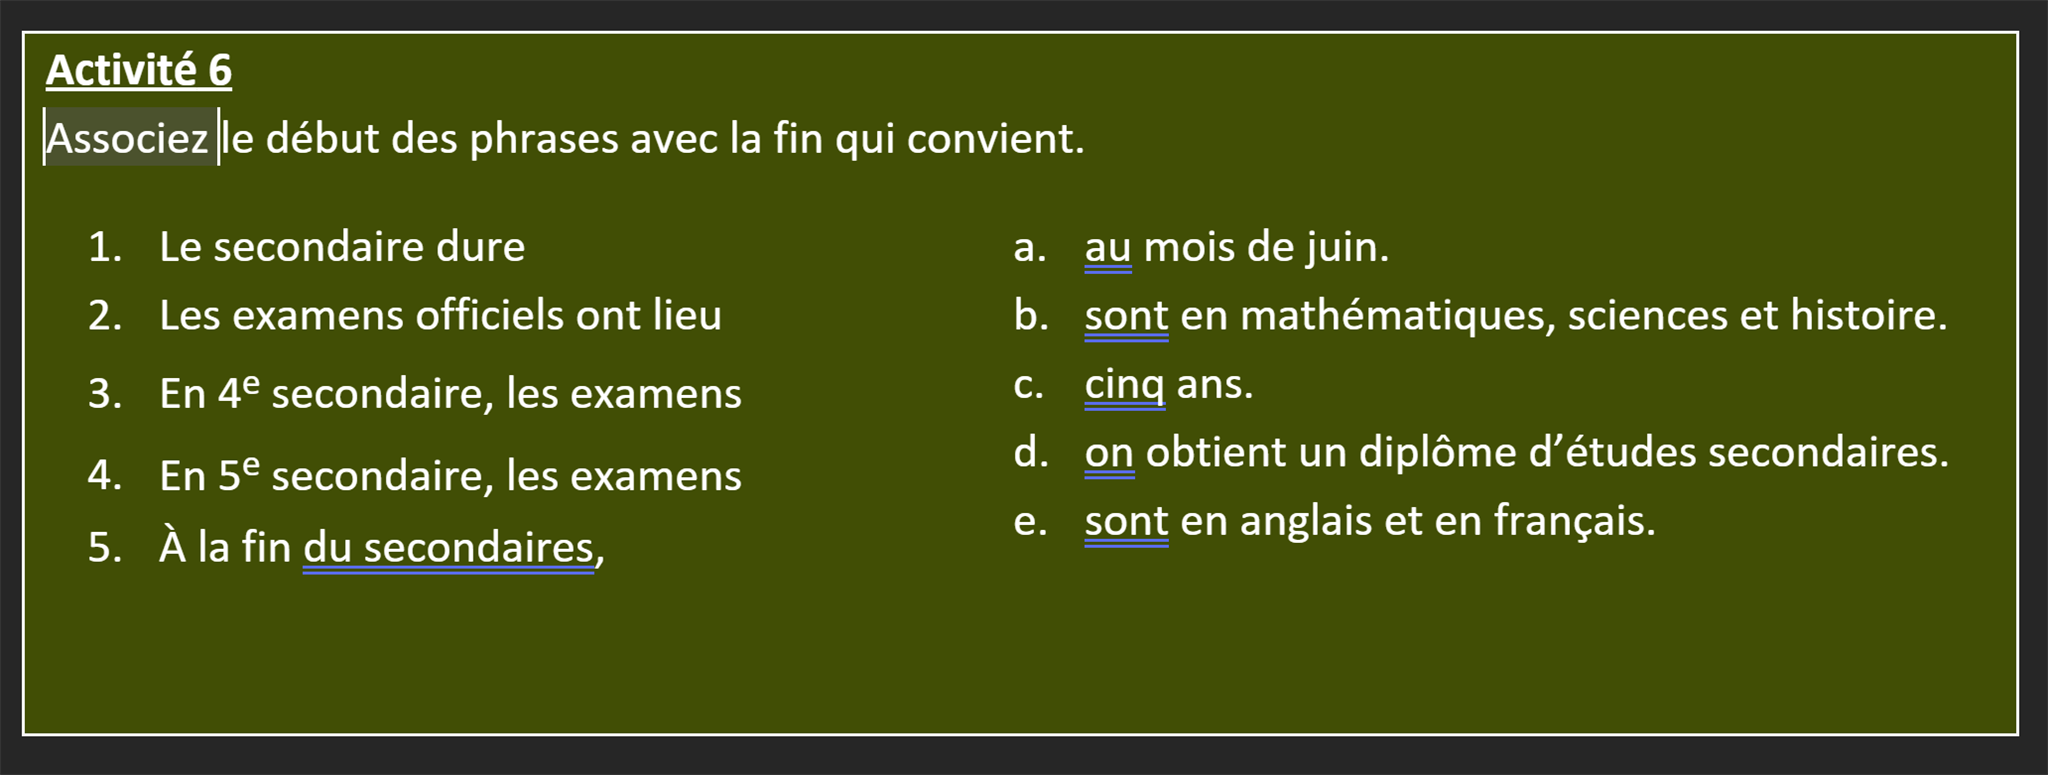 Activité 6
Associez le début des phrases avec la fin qui convient.
1. Le secondaire dure
2. Les examens officiels ont lieu
3. En 4e secondaire, les examens
4. En 5e secondaire, les examens
5. À la fin du secondaires,
a. au mois de juin.
b. sont en mathématiques, sciences et histoire.
c. cinq ans.
d. on obtient un diplôme d’études secondaires.
e. sont en anglais et en français.